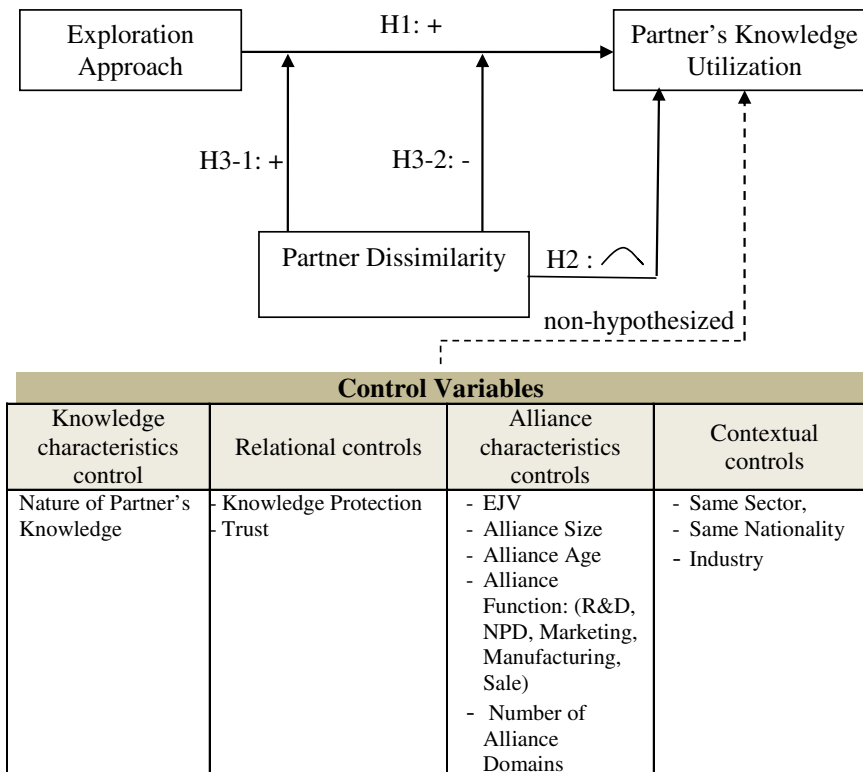 Exploration
Approach
H1: +
Partner's Knowledge
Utilization
H3-1: +
H3-2: -
Partner Dissimilarity
H2 :
non-hypothesized
Control Variables
Knowledge
characteristics
control
Relational controls
Alliance
characteristics
controls
Contextual
controls
Nature of Partner's
Knowledge
- Knowledge Protection
- Trust
- EJV
- Alliance Size
- Alliance Age
- Alliance
Function: (R&D,
NPD, Marketing,
Manufacturing,
Sale)
- Number of
Alliance
Domains
- Same Sector,
- Same Nationality
- Industry